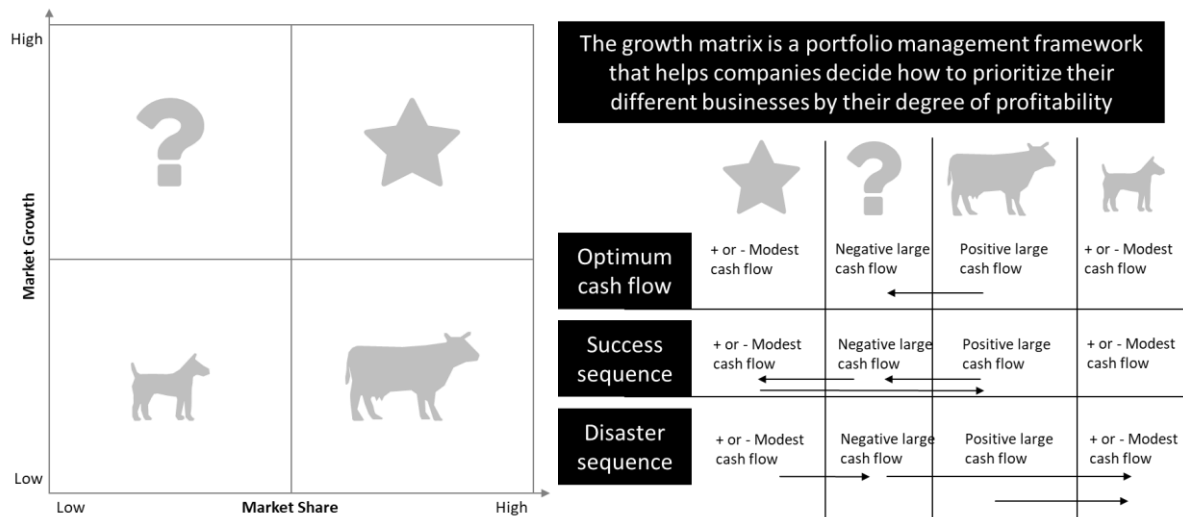 High
Market Growth
Low
Low
Market Share
High
?
The growth matrix is a portfolio management framework
that helps companies decide how to prioritize their
different businesses by their degree of profitability
?
Optimum
cash flow
+ or - Modest
cash flow
Negative large
cash flow
Positive large
cash flow
+ or - Modest
cash flow
Success
sequence
+ or - Modest
cash flow
Negative large
cash flow
Positive large
cash flow
+ or - Modest
cash flow
Disaster
sequence
+ or - Modest
cash flow
Negative large
cash flow
Positive large
cash flow
+ or - Modest
cash flow